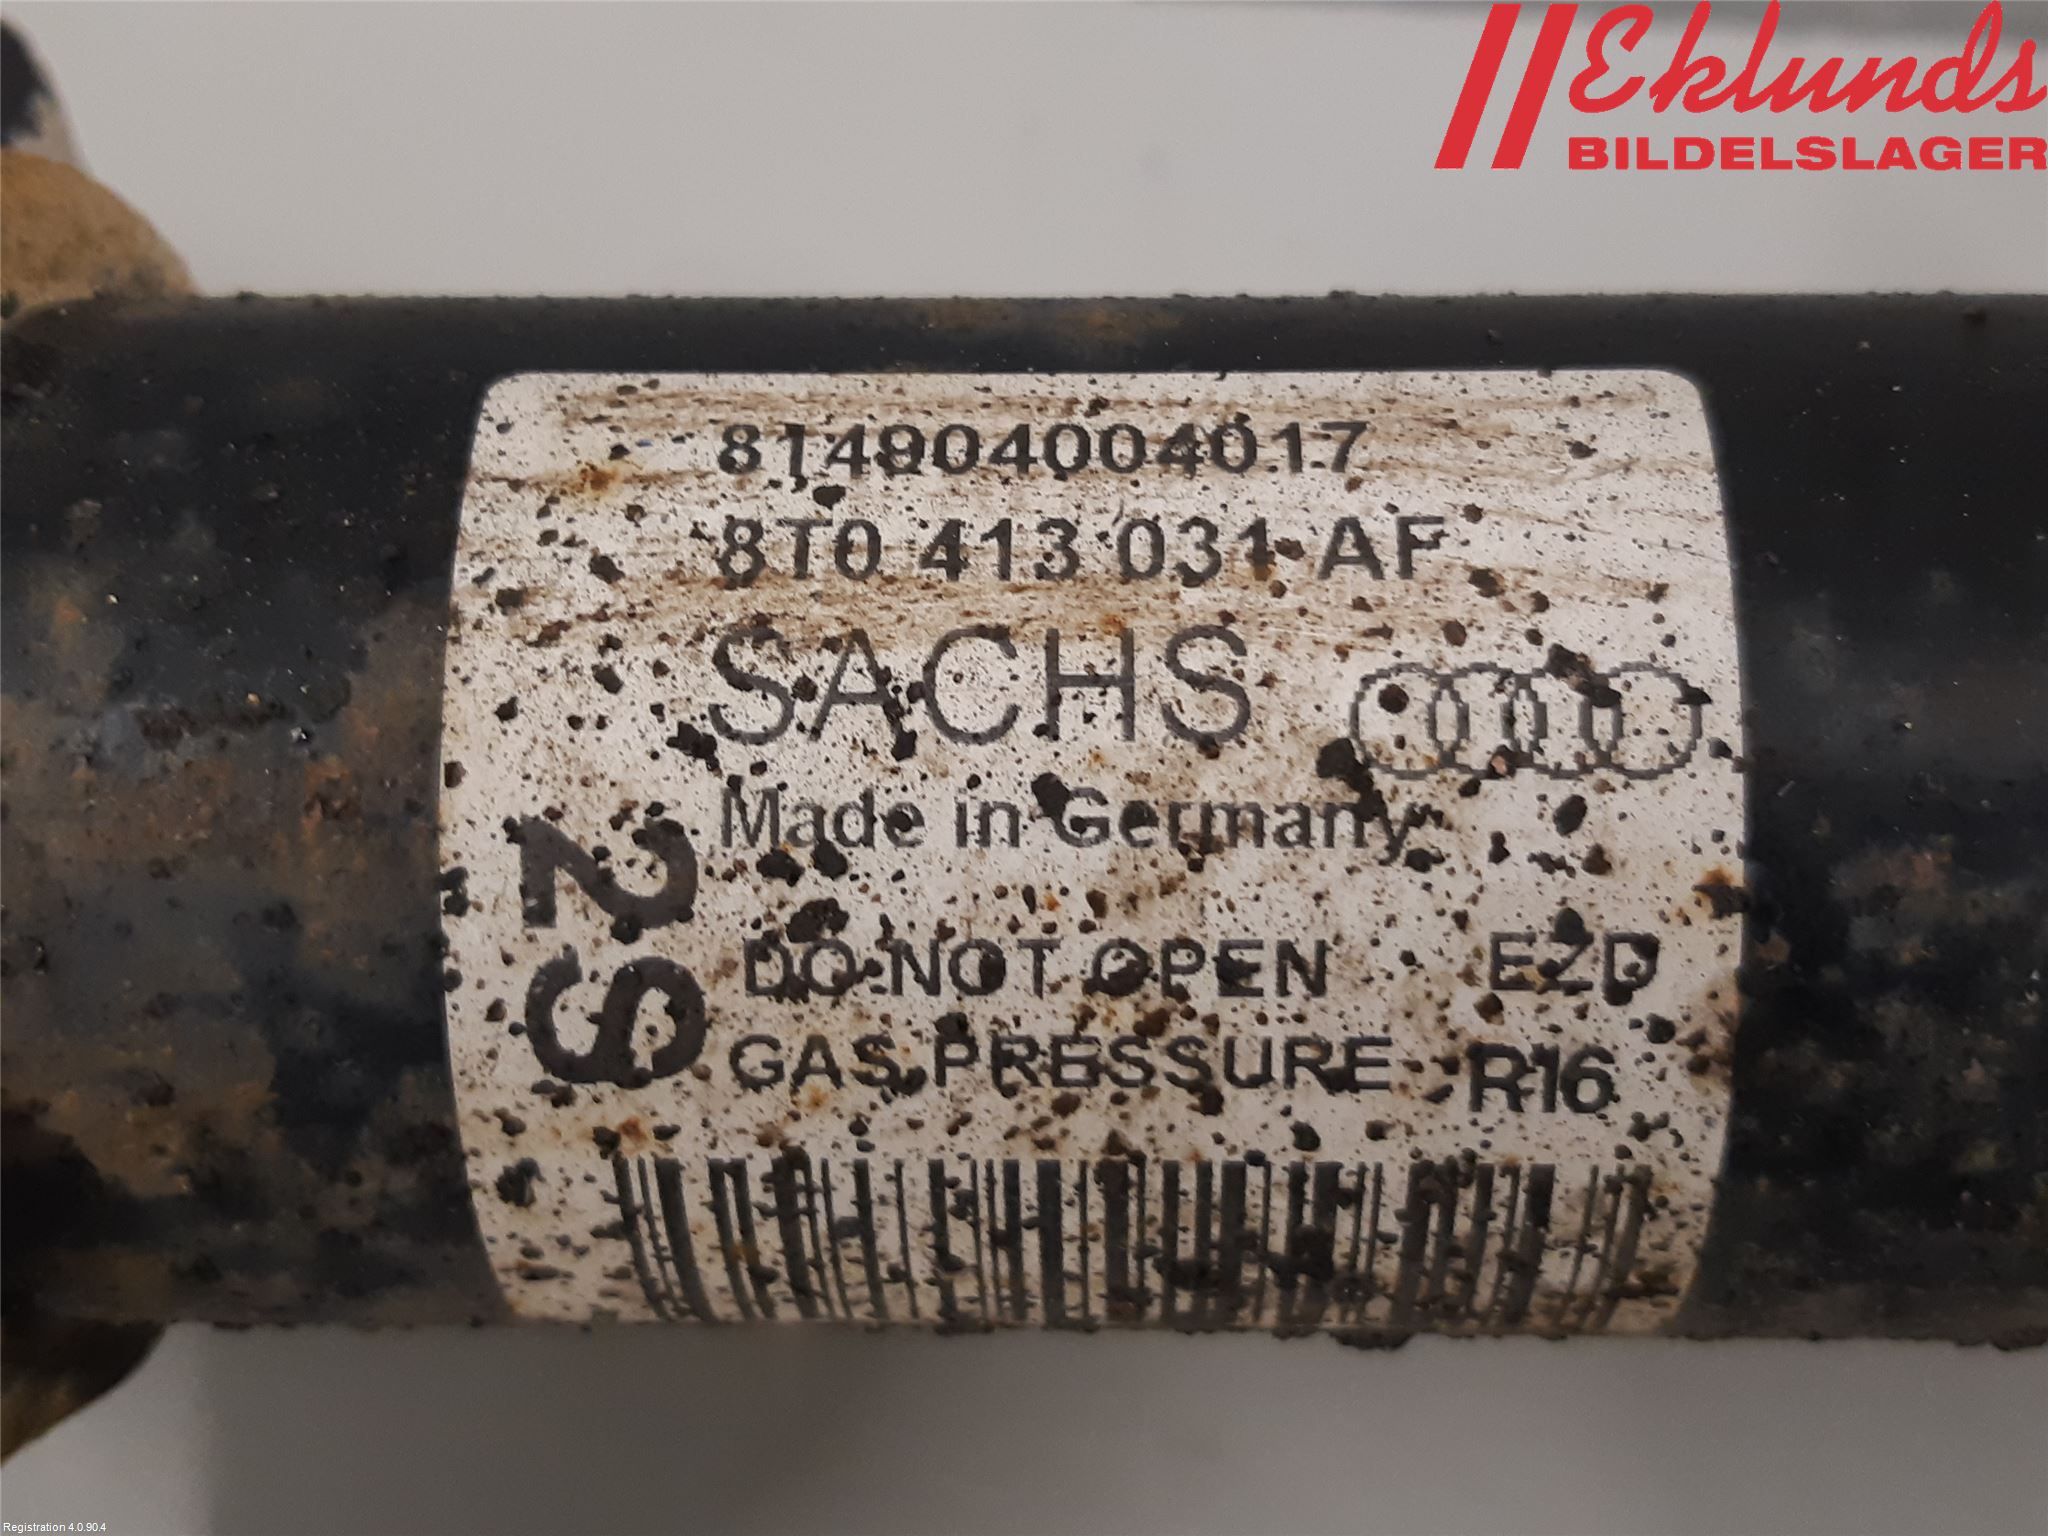 Eklunds
BILDELSLAGER
814904004017
8T0 413 031 AF
SACHS
Made in Germany
S2
DO NOT OPEN EZD
GAS PRESSURE R16
Registration 4.0.90.4